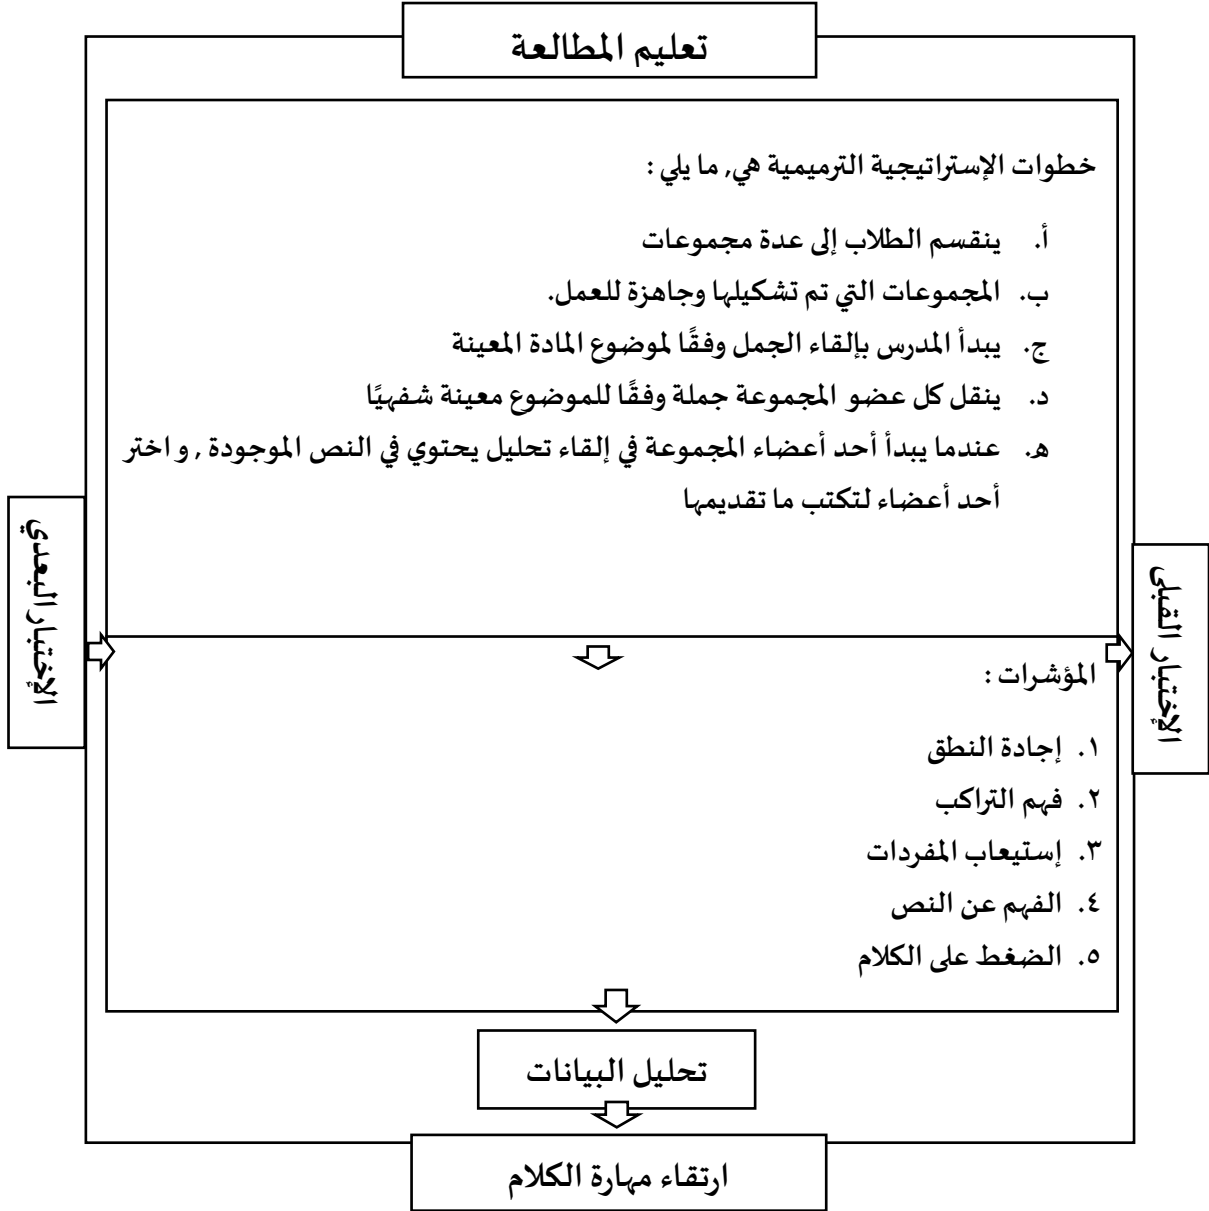 تعليم المطالعة
خطوات الإستراتيجية الترميمية هي, ما يلي :
أ. ينقسم الطلاب إلى عدة مجموعات
ب. المجموعات التي تم تشكيلها وجاهزة للعمل.
ج. يبدأ المدرس بإلقاء الجمل وفقًا لموضوع المادة المعينة
د. ينقل كل عضو المجموعة جملة وفقًا للموضوع معينة شفهيًا
ه. عندما يبدأ أحد أعضاء المجموعة في إلقاء تحليل يحتوي في النص الموجودة , و اختر
أحد أعضاء لتكتب ما تقديمها
الإختبار القبلى
الإختبار البعدي
المؤشرات :
١. إجادة النطق
٢. فهم التراكب
٣. إستيعاب المفردات
٤. الفهم عن النص
٥. الضغط على الكلام
تحليل البيانات
ارتقاء مهارة الكلام